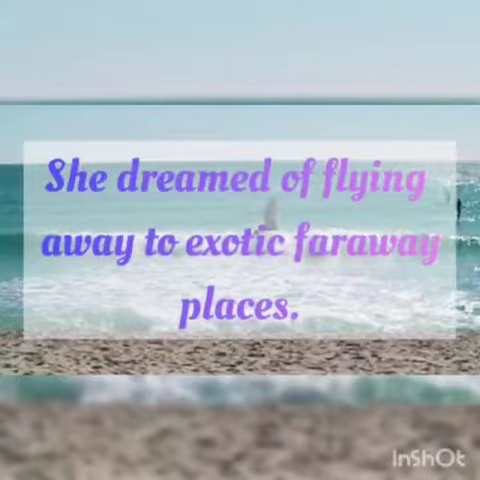 She dreamed of flying
away to exotic faraway
places.
InShOt